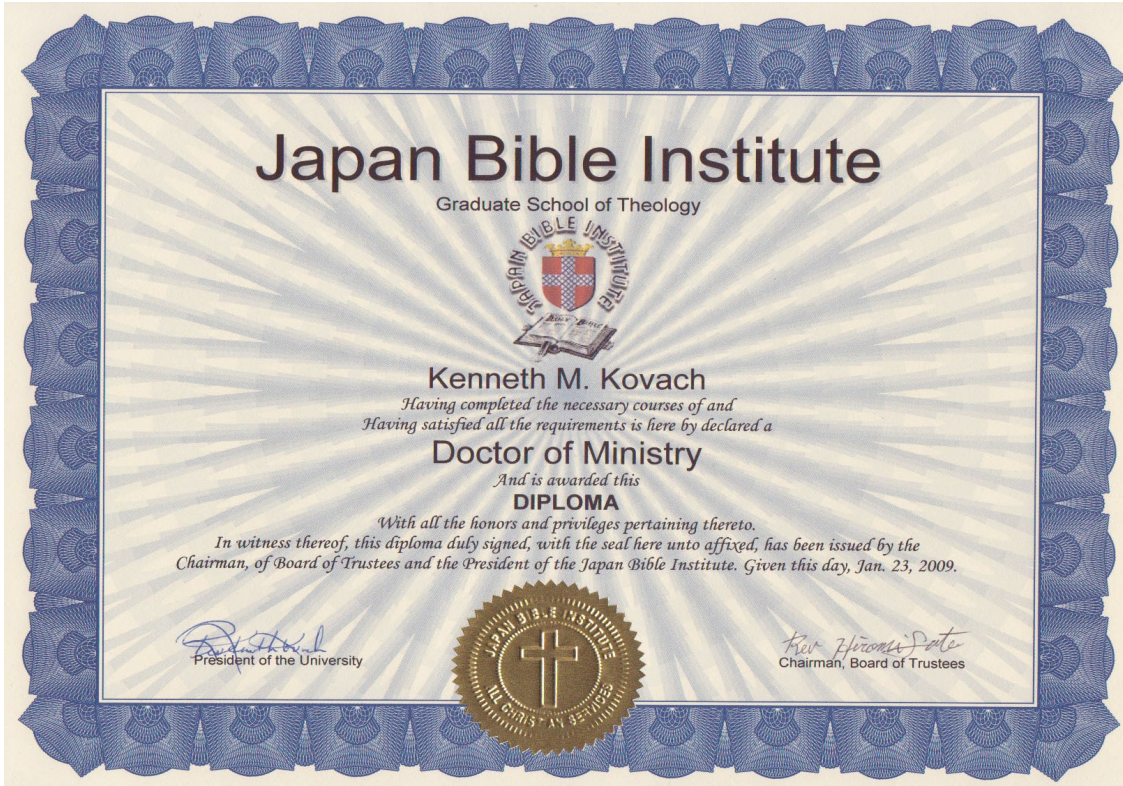 Japan Bible Institute
Graduate School of Theology
JAPAN BIBLE INSTITUTE
HOLY BIBLE
Kenneth M. Kovach
Having completed the necessary courses of and
Having satisfied all the requirements is here by declared a
Doctor of Ministry
And is awarded this
DIPLOMA
With all the honors and privileges pertaining thereto.
In witness thereof, this diploma duly signed, with the seal here unto affixed, has been issued by the
Chairman, of Board of Trustees and the President of the Japan Bible Institute. Given this day, Jan. 23, 2009.
President of the University
Rev Hiromi Sato
Chairman, Board of Trustees
JAPAN BIBLE INSTITUTE
CHRISTIAN SERVICES